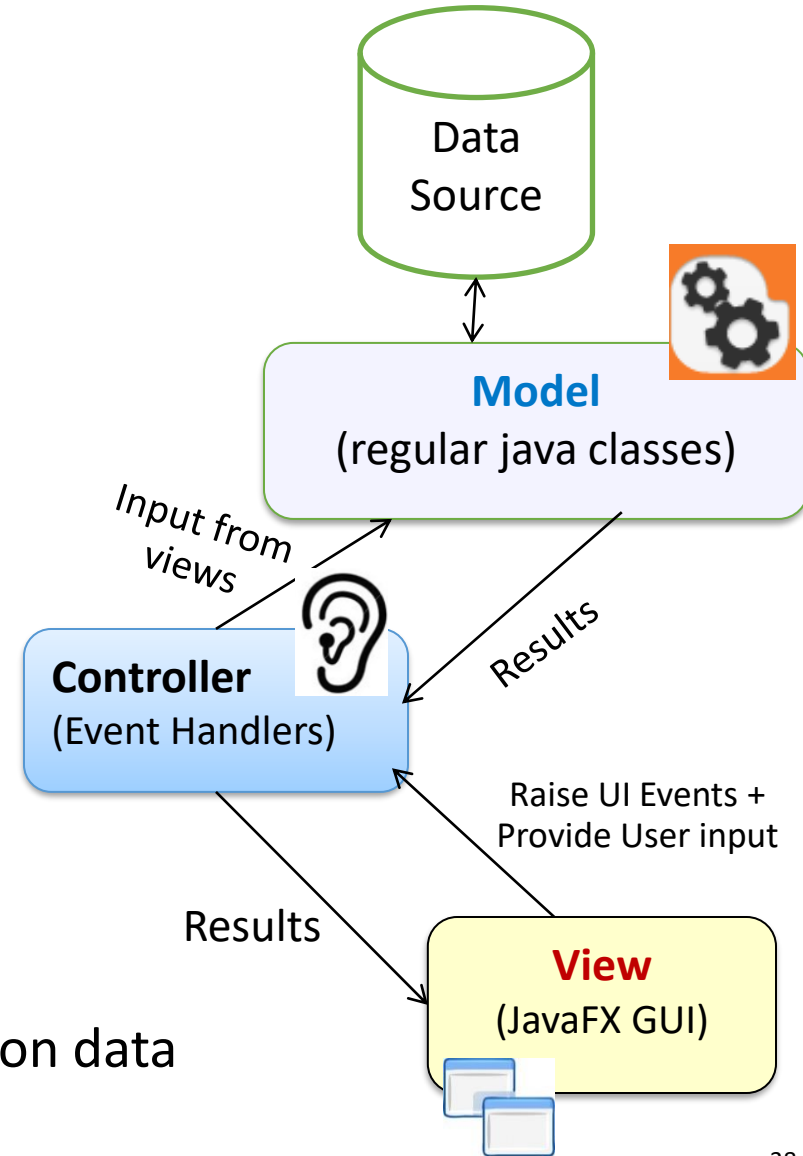 Data
Source
Model
(regular java classes)
Input from
views
Results
Controller
(Event Handlers)
Raise UI Events +
Provide User input
Results
View
(JavaFX GUI)
on data